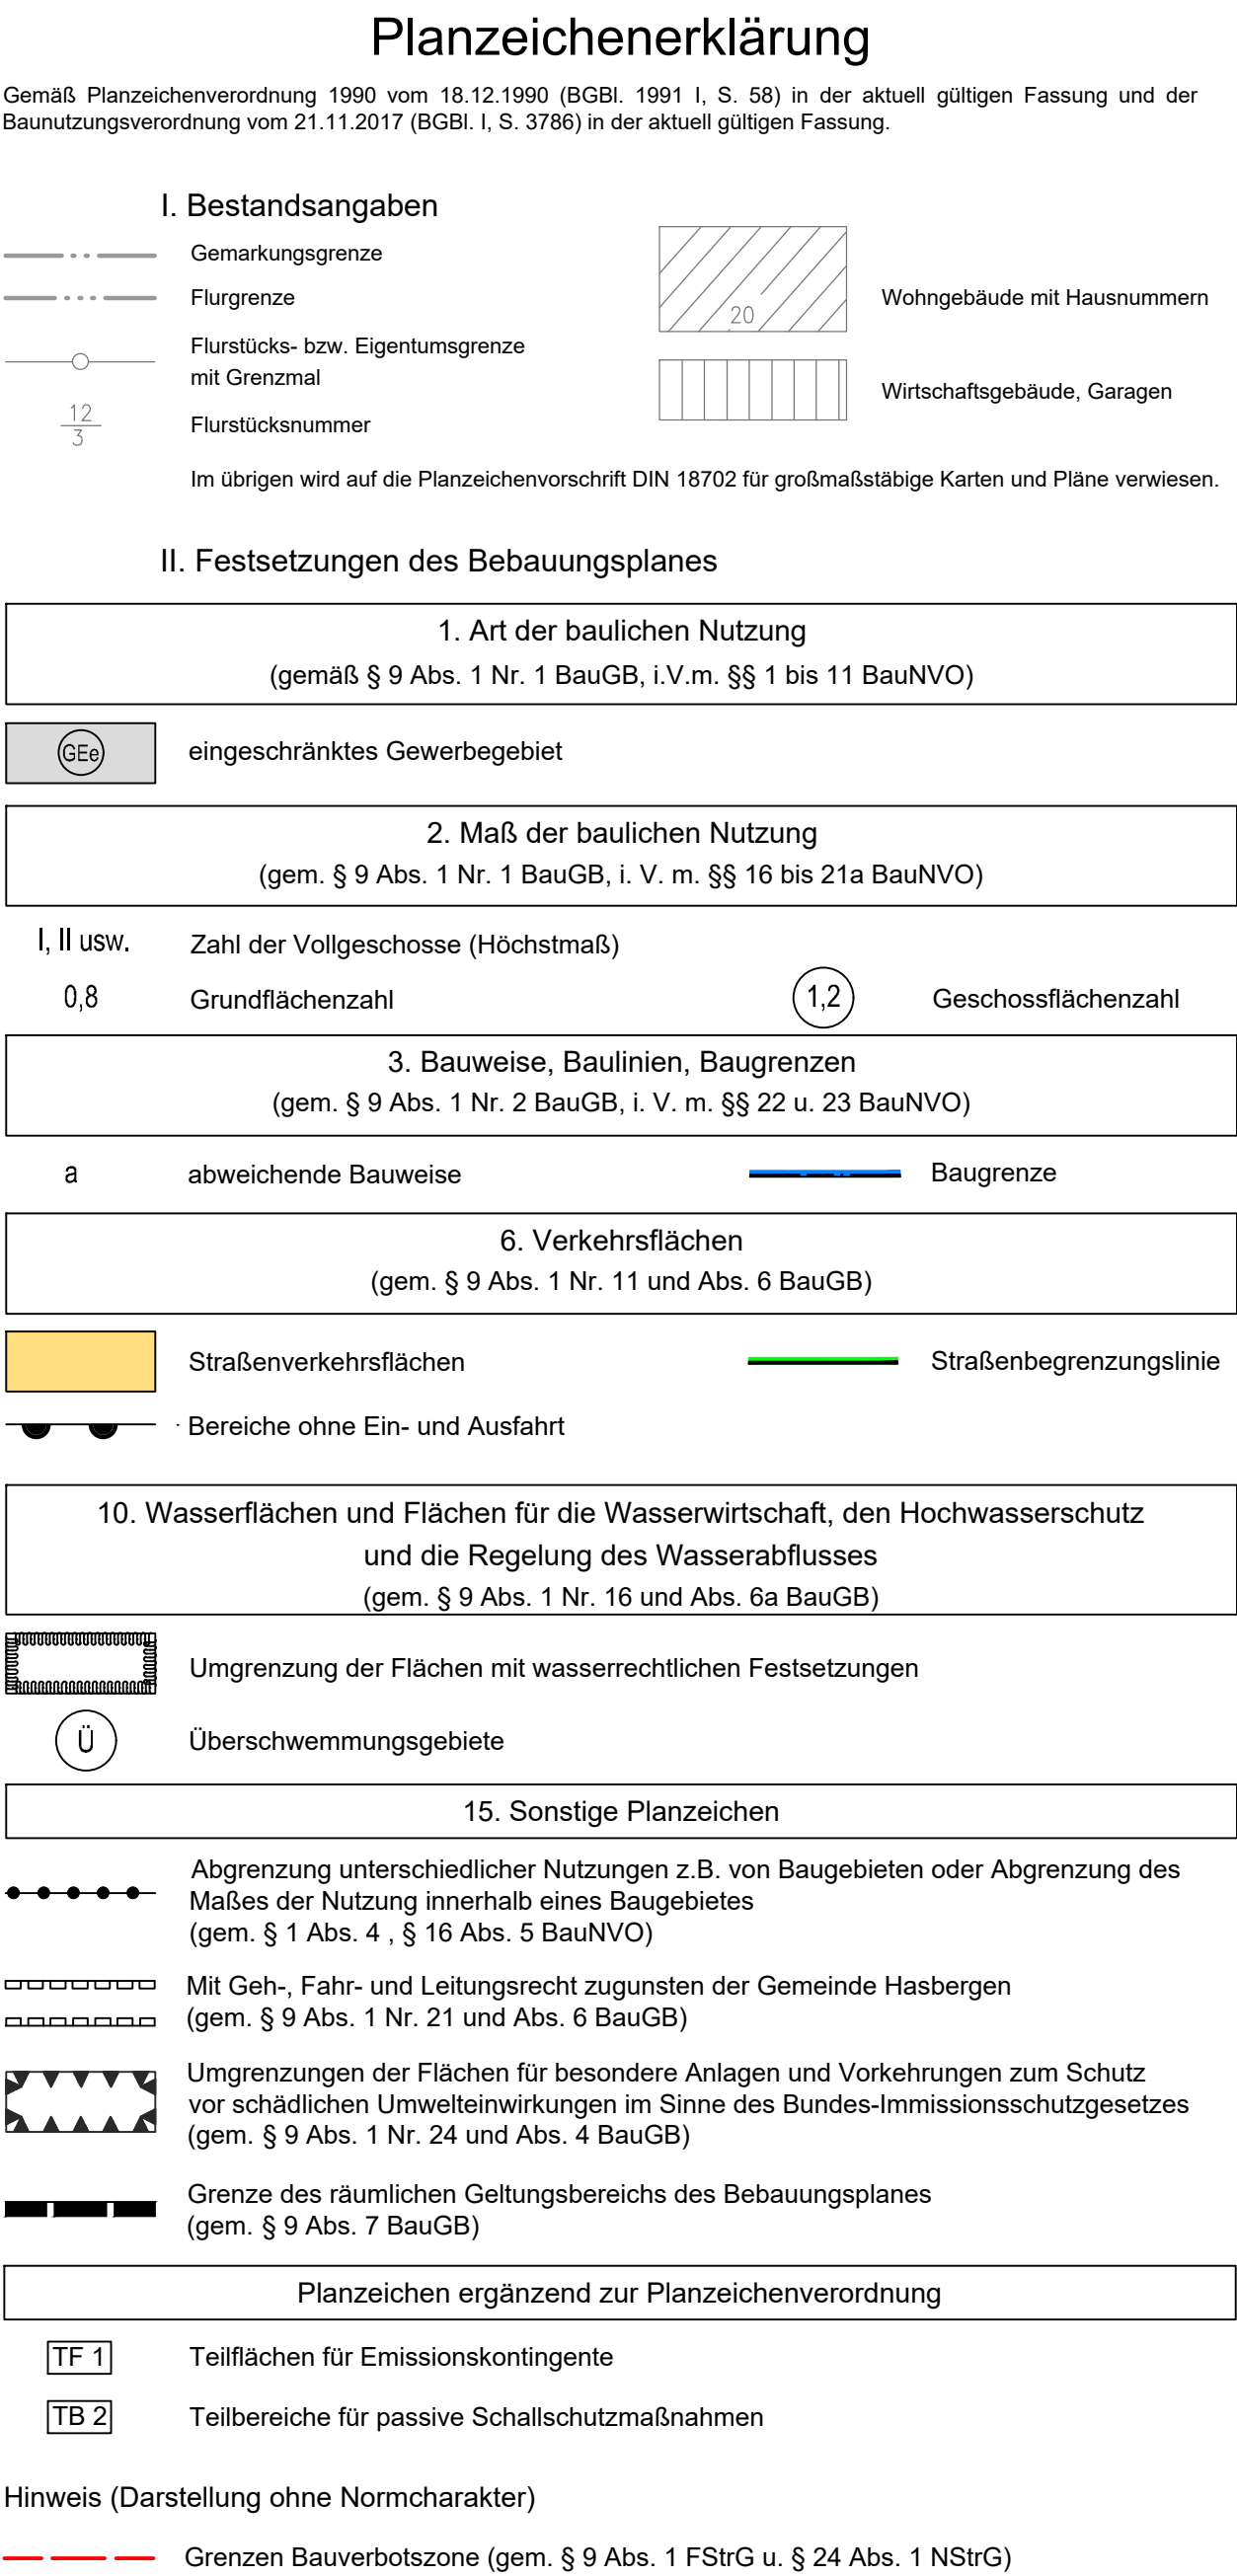 Planzeichenerklärung
Gemäß Planzeichenverordnung 1990 vom 18.12.1990 (BGBl. 1991 I, S. 58) in der aktuell gültigen Fassung und der
Baunutzungsverordnung vom 21.11.2017 (BGBl. I, S. 3786) in der aktuell gültigen Fassung.
I. Bestandsangaben
Gemarkungsgrenze
Flurgrenze
Flurstücks- bzw. Eigentumsgrenze
mit Grenzmal
12
3
Flurstücksnummer
20
Wohngebäude mit Hausnummern
Wirtschaftsgebäude, Garagen
Im übrigen wird auf die Planzeichenvorschrift DIN 18702 für großmaßstäbige Karten und Pläne verwiesen.
II. Festsetzungen des Bebauungsplanes
1. Art der baulichen Nutzung
(gemäß § 9 Abs. 1 Nr. 1 BauGB, i.V.m. §§ 1 bis 11 BauNVO)
GEe eingeschränktes Gewerbegebiet
2. Maß der baulichen Nutzung
(gem. § 9 Abs. 1 Nr. 1 BauGB, i. V. m. §§ 16 bis 21a BauNVO)
I, II usw. Zahl der Vollgeschosse (Höchstmaß)
0,8 Grundflächenzahl 1,2 Geschossflächenzahl
3. Bauweise, Baulinien, Baugrenzen
(gem. § 9 Abs. 1 Nr. 2 BauGB, i. V. m. §§ 22 u. 23 BauNVO)
a abweichende Bauweise Baugrenze
6. Verkehrsflächen
(gem. § 9 Abs. 1 Nr. 11 und Abs. 6 BauGB)
Straßenverkehrsflächen Straßenbegrenzungslinie
Bereiche ohne Ein- und Ausfahrt
10. Wasserflächen und Flächen für die Wasserwirtschaft, den Hochwasserschutz
und die Regelung des Wasserabflusses
(gem. § 9 Abs. 1 Nr. 16 und Abs. 6a BauGB)
Umgrenzung der Flächen mit wasserrechtlichen Festsetzungen
Ü Überschwemmungsgebiete
15. Sonstige Planzeichen
Abgrenzung unterschiedlicher Nutzungen z.B. von Baugebieten oder Abgrenzung des
Maßes der Nutzung innerhalb eines Baugebietes
(gem. § 1 Abs. 4 , § 16 Abs. 5 BauNVO)
Mit Geh-, Fahr- und Leitungsrecht zugunsten der Gemeinde Hasbergen
(gem. § 9 Abs. 1 Nr. 21 und Abs. 6 BauGB)
Umgrenzungen der Flächen für besondere Anlagen und Vorkehrungen zum Schutz
vor schädlichen Umwelteinwirkungen im Sinne des Bundes-Immissionsschutzgesetzes
(gem. § 9 Abs. 1 Nr. 24 und Abs. 4 BauGB)
Grenze des räumlichen Geltungsbereichs des Bebauungsplanes
(gem. § 9 Abs. 7 BauGB)
Planzeichen ergänzend zur Planzeichenverordnung
TF 1 Teilflächen für Emissionskontingente
TB 2 Teilbereiche für passive Schallschutzmaßnahmen
Hinweis (Darstellung ohne Normcharakter)
Grenzen Bauverbotszone (gem. § 9 Abs. 1 FStrG u. § 24 Abs. 1 NStrG)